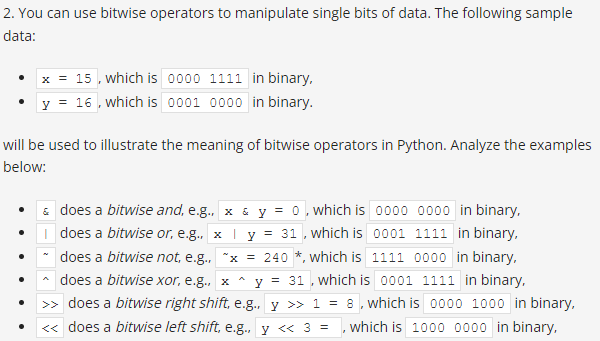 2. You can use bitwise operators to manipulate single bits of data. The following sample
data:
• x = 15 , which is 0000 1111 in binary,
• y = 16 , which is 0001 0000 in binary.
will be used to illustrate the meaning of bitwise operators in Python. Analyze the examples
below:
• & does a bitwise and, e.g., x & y = 0 , which is 0000 0000 in binary,
• | does a bitwise or, e.g., x | y = 31 , which is 0001 1111 in binary,
• ˜ does a bitwise not, e.g., ˜x = 240 *, which is 1111 0000 in binary,
• ^ does a bitwise xor, e.g., x ^ y = 31 , which is 0001 1111 in binary,
• >> does a bitwise right shift, e.g., y >> 1 = 8 , which is 0000 1000 in binary,
• << does a bitwise left shift, e.g., y << 3 = , which is 1000 0000 in binary,